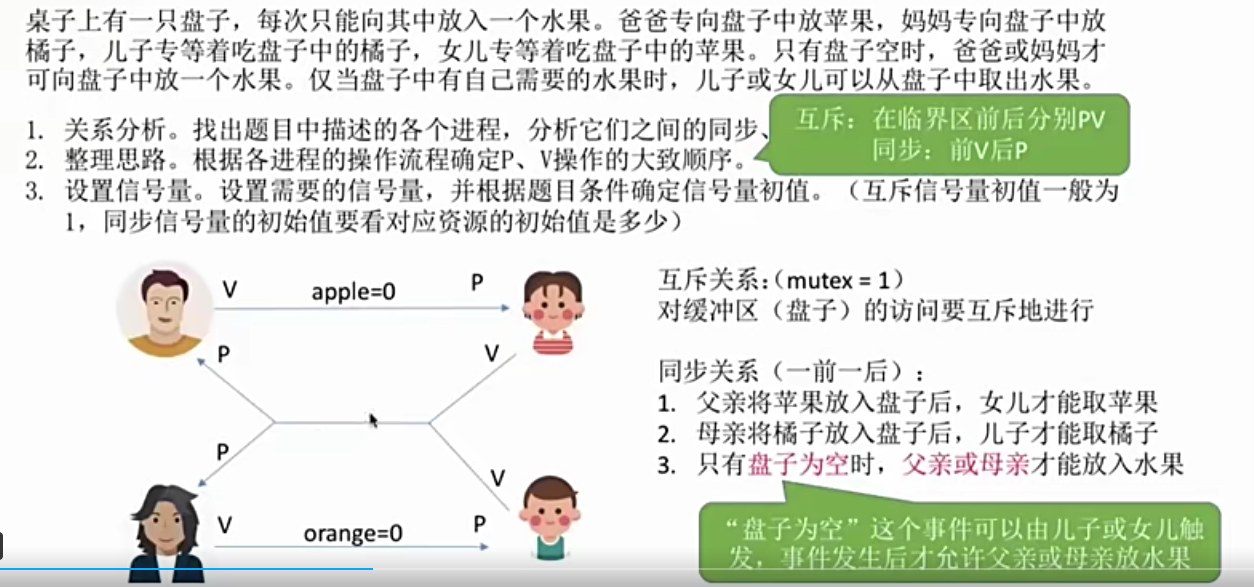 桌子上有一只盘子，每次只能向其中放入一个水果。爸爸专向盘子中放苹果，妈妈专向盘子中放
橘子，儿子专等着吃盘子中的橘子，女儿专等着吃盘子中的苹果。只有盘子空时，爸爸或妈妈才
可向盘子中放一个水果。仅当盘子中有自己需要的水果时，儿子或女儿可以从盘子中取出水果。
1. 关系分析。找出题目中描述的各个进程，分析它们之间的同步、
互斥：在临界区前后分别PV
同步：前V后P
2. 整理思路。根据各进程的操作流程确定P、V操作的大致顺序。
3. 设置信号量。设置需要的信号量，并根据题目条件确定信号量初值。（互斥信号量初值一般为
1，同步信号量的初始值要看对应资源的初始值是多少）
V apple=0 P
P V
P V
V orange=0 P
互斥关系：（mutex = 1）
对缓冲区（盘子）的访问要互斥地进行
同步关系（一前一后）：
1. 父亲将苹果放入盘子后，女儿才能取苹果
2. 母亲将橘子放入盘子后，儿子才能取橘子
3. 只有盘子为空时，父亲或母亲才能放入水果
“盘子为空”这个事件可以由儿子或女儿触
发，事件发生后才允许父亲或母亲放水果